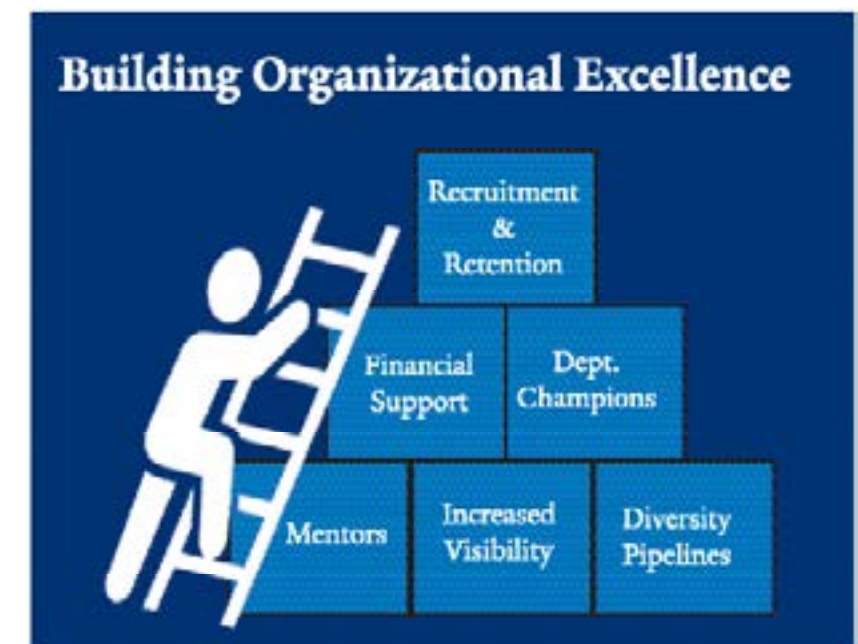 Building Organizational Excellence
Recruitment
&
Retention
Financial
Support
Dept.
Champions
Mentors
Increased
Visibility
Diversity
Pipelines